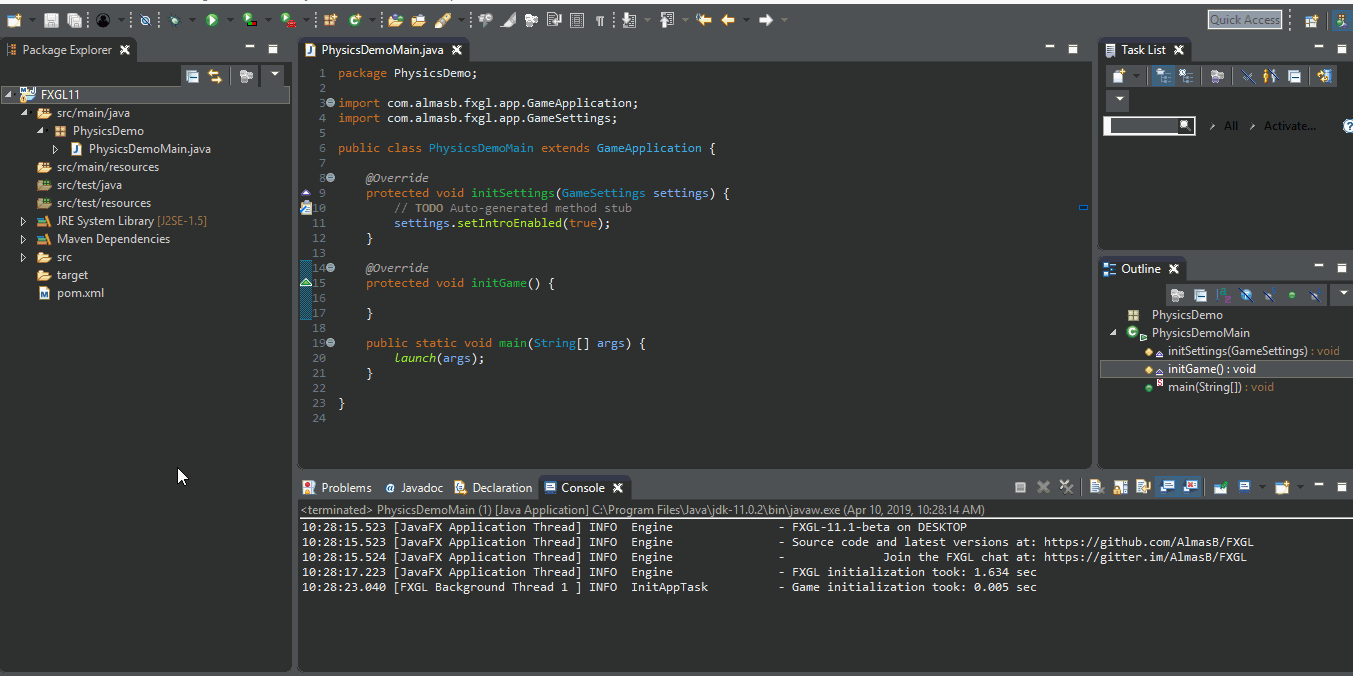 Quick Access
Package Explorer
FXGL11
src/main/java
PhysicsDemo
PhysicsDemoMain.java
src/main/resources
src/test/java
src/test/resources
JRE System Library [J2SE-1.5]
Maven Dependencies
src
target
pom.xml
PhysicsDemoMain.java
1 package PhysicsDemo;
2
3 import com.almasb.fxgl.app.GameApplication;
4 import com.almasb.fxgl.app.GameSettings;
5
6 public class PhysicsDemoMain extends GameApplication {
7
8 @Override
9 protected void initSettings(GameSettings settings) {
10 // TODO Auto-generated method stub
11 settings.setIntroEnabled(true);
12 }
13
14 @Override
15 protected void initGame() {
16
17 }
18
19 public static void main(String[] args) {
20 launch(args);
21 }
22
23 }
24
Task List
All
Activate...
Outline
PhysicsDemo
PhysicsDemoMain
initSettings(GameSettings) : void
initGame() : void
main(String[]) : void
Problems @ Javadoc Declaration Console
<terminated> PhysicsDemoMain (1) [Java Application] C:\Program Files\Java\jdk-11.0.2\bin\javaw.exe (Apr 10, 2019, 10:28:14 AM)
10:28:15.523 [JavaFX Application Thread] INFO Engine - FXGL-11.1-beta on DESKTOP
10:28:15.523 [JavaFX Application Thread] INFO Engine - Source code and latest versions at: https://github.com/AlmasB/FXGL
10:28:15.524 [JavaFX Application Thread] INFO Engine - Join the FXGL chat at: https://gitter.im/AlmasB/FXGL
10:28:17.223 [JavaFX Application Thread] INFO Engine - FXGL initialization took: 1.634 sec
10:28:23.040 [FXGL Background Thread 1 ] INFO InitAppTask - Game initialization took: 0.005 sec